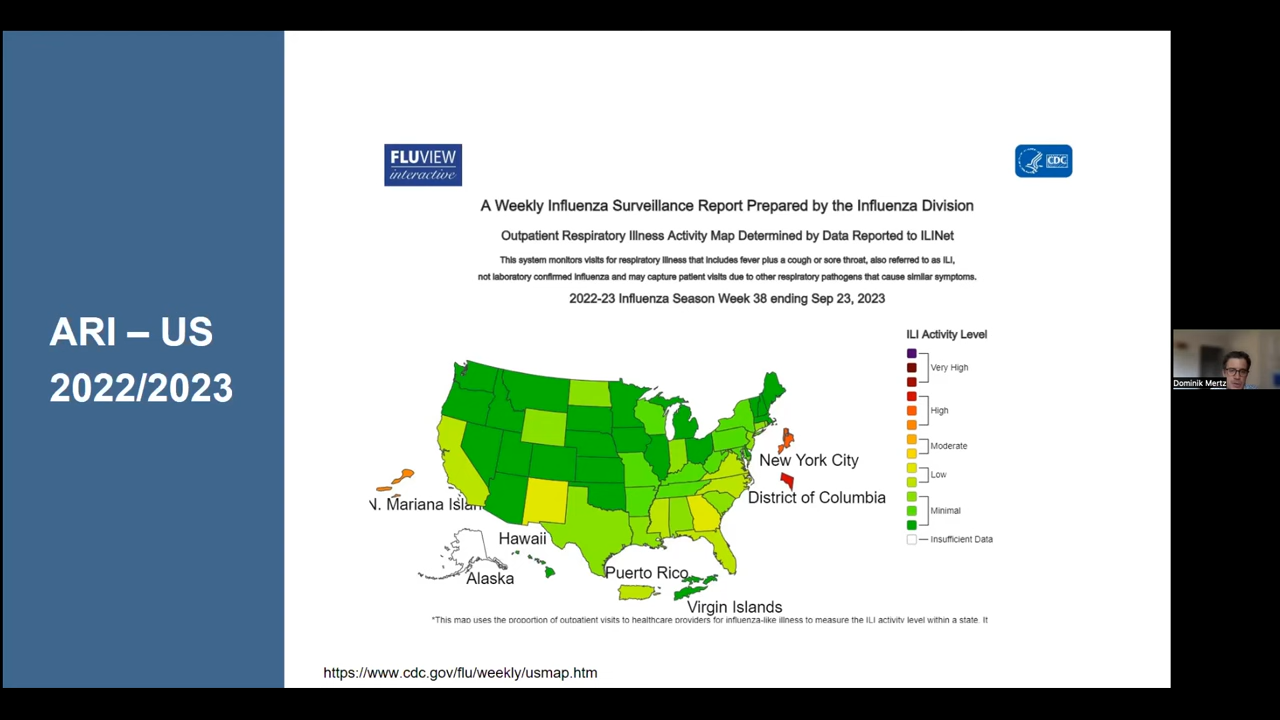 ARI – US
2022/2023
FLUVIEW
interactive
CDC
A Weekly Influenza Surveillance Report Prepared by the Influenza Division
Outpatient Respiratory Illness Activity Map Determined by Data Reported to ILINet
This system monitors visits for respiratory illness that includes fever plus a cough or sore throat, also referred to as ILI,
not laboratory confirmed influenza and may capture patient visits due to other respiratory pathogens that cause similar symptoms.
2022-23 Influenza Season Week 38 ending Sep 23, 2023
ILI Activity Level
Very High
High
Moderate
Low
Minimal
Insufficient Data
New York City
District of Columbia
N. Mariana Islan
Hawaii
Alaska
Puerto Rico
Virgin Islands
*This map uses the proportion of outpatient visits to healthcare providers for influenza-like illness to measure the ILI activity level within a state. It
https://www.cdc.gov/flu/weekly/usmap.htm
Dominik Mertz